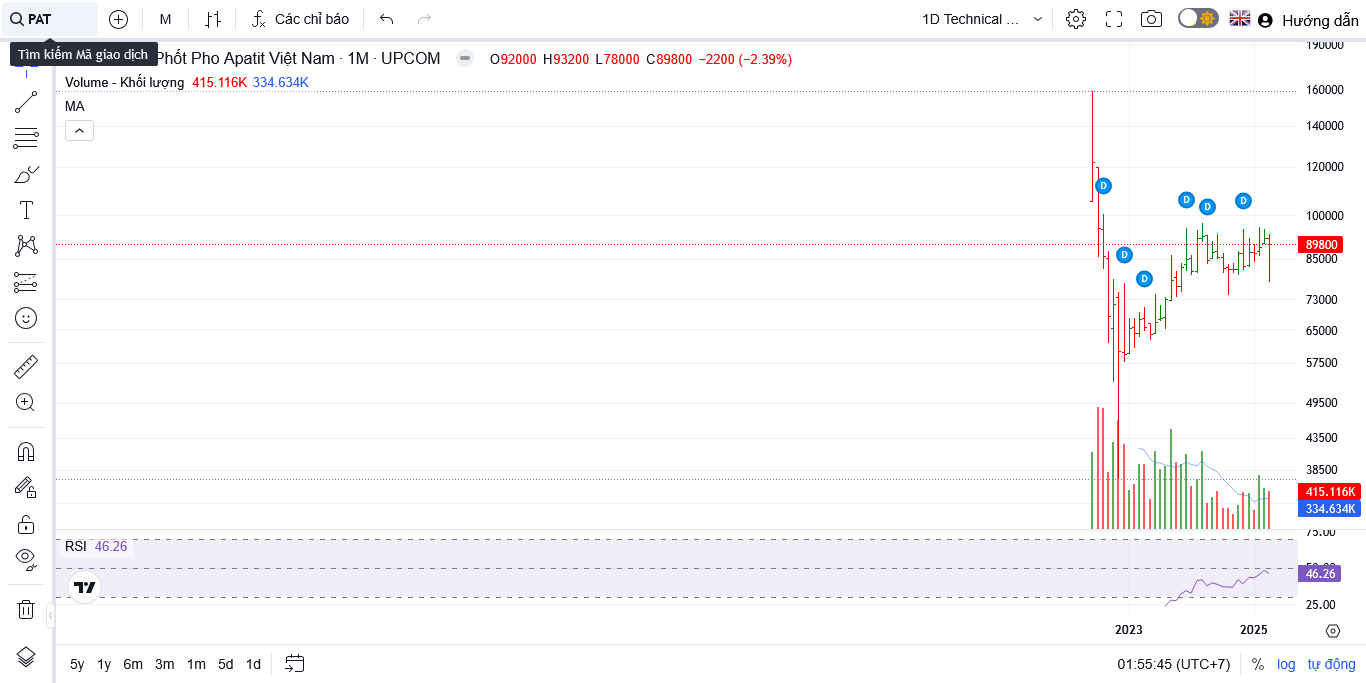 PAT
M
Các chỉ báo
1D Technical ...
Hướng dẫn
Tìm kiếm Mã giao dịch
Phốt Pho Apatit Việt Nam · 1M · UPCOM
O92000 H93200 L78000 C89800 −2200 (−2.39%)
Volume - Khối lượng 415.116K 334.634K
MA
D
D
D
D
D
D
190000
160000
140000
120000
100000
89800
85000
73000
65000
57500
49500
43500
38500
415.116K
334.634K
75.00
RSI 46.26
50.00
46.26
25.00
2023
2025
5y 1y 6m 3m 1m 5d 1d
01:55:45 (UTC+7)
%
log
tự động